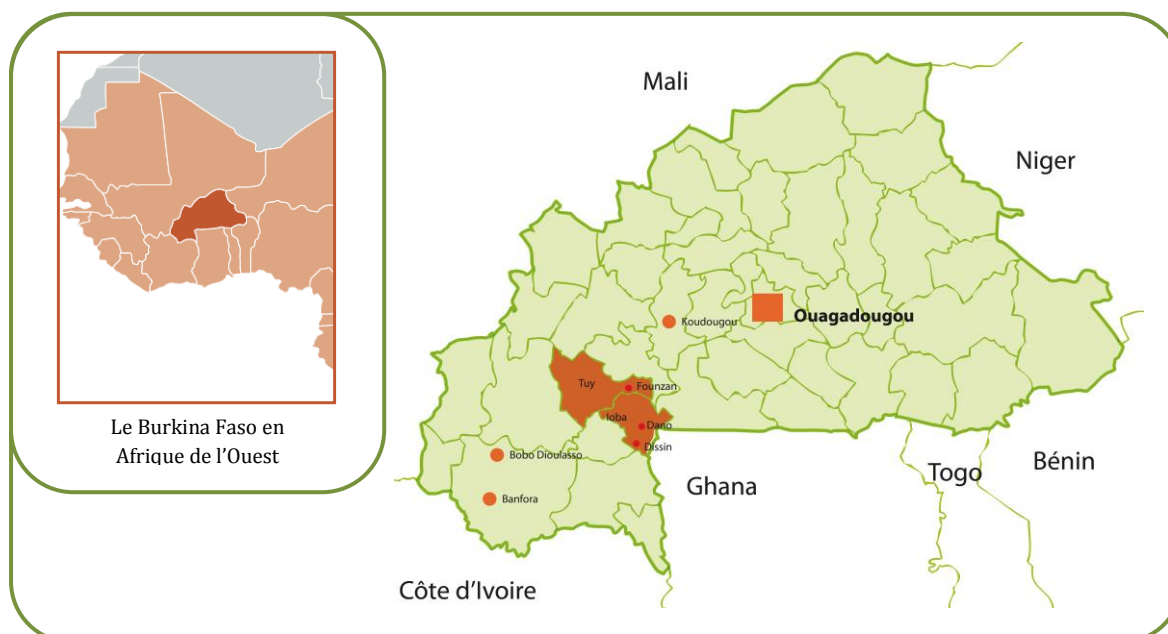 Le Burkina Faso en
Afrique de l’Ouest
Mali
Niger
Koudougou
Ouagadougou
Tuy
Founzan
Ioba
Dano
Dissin
Bobo Dioulasso
Banfora
Ghana
Togo
Bénin
Côte d’Ivoire